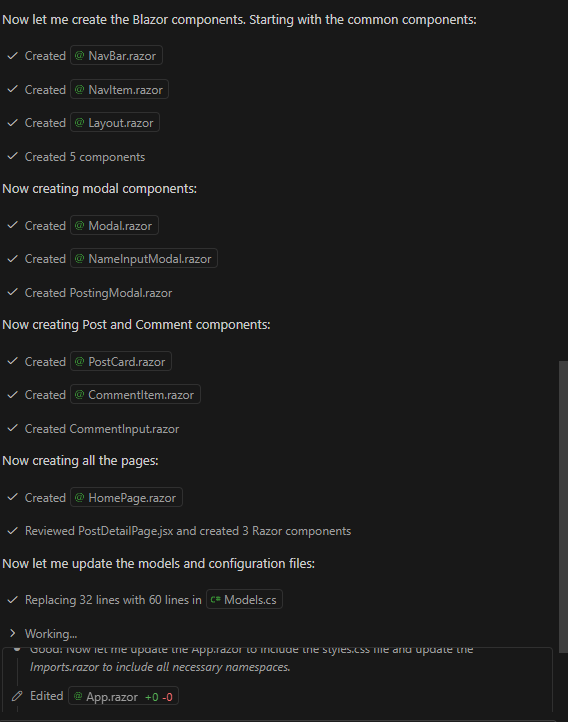 Now let me create the Blazor components. Starting with the common components:
Created @ NavBar.razor
Created @ NavItem.razor
Created @ Layout.razor
Created 5 components
Now creating modal components:
Created @ Modal.razor
Created @ NameInputModal.razor
Created PostingModal.razor
Now creating Post and Comment components:
Created @ PostCard.razor
Created @ CommentItem.razor
Created CommentInput.razor
Now creating all the pages:
Created @ HomePage.razor
Reviewed PostDetailPage.jsx and created 3 Razor components
Now let me update the models and configuration files:
Replacing 32 lines with 60 lines in C# Models.cs
Working...
Good! Now let me update the App.razor to include the styles.css file and update the
Imports.razor to include all necessary namespaces.
Edited @ App.razor +0 -0